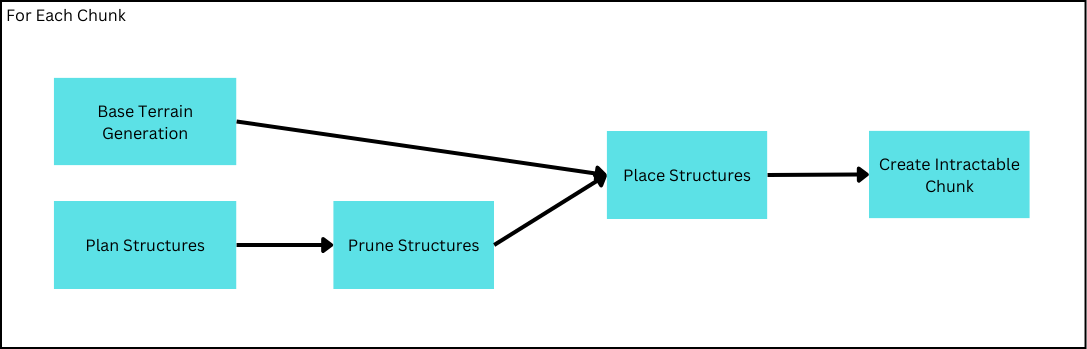 For Each Chunk
Base Terrain
Generation
Plan Structures
Prune Structures
Place Structures
Create Intractable
Chunk